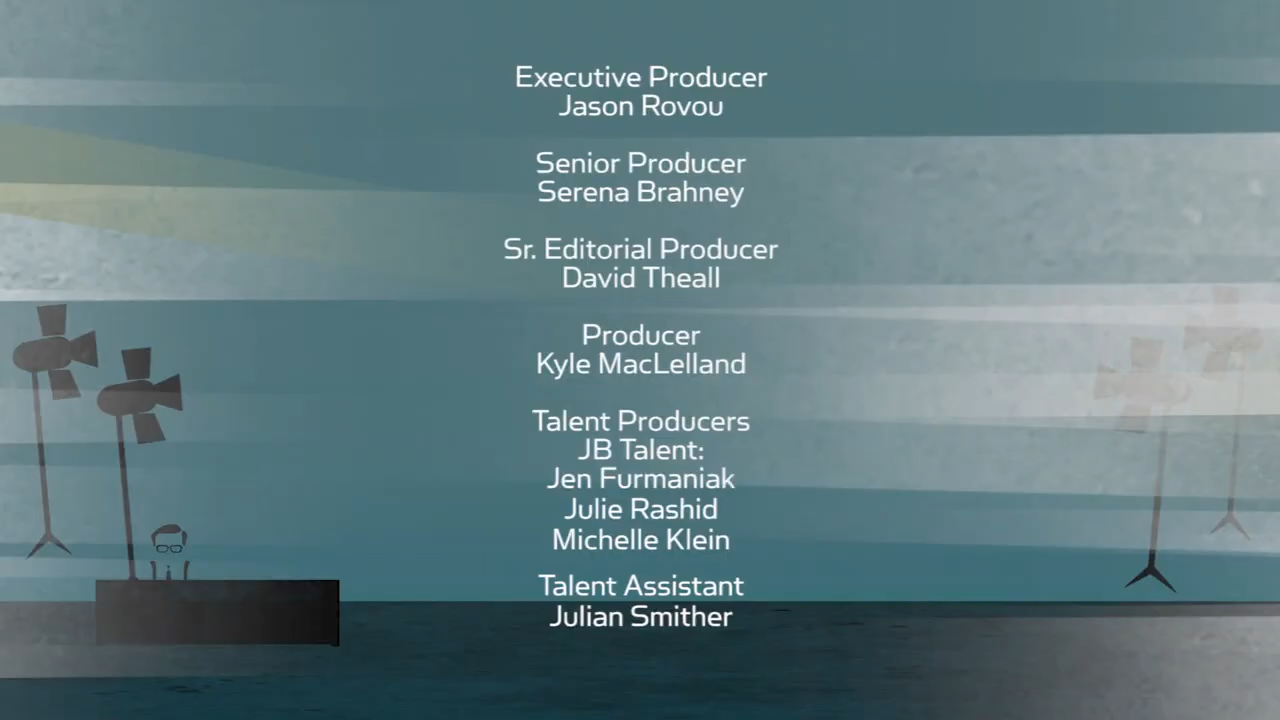 Executive Producer
Jason Rovou
Senior Producer
Serena Brahney
Sr. Editorial Producer
David Theall
Producer
Kyle MacLelland
Talent Producers
JB Talent:
Jen Furmaniak
Julie Rashid
Michelle Klein
Talent Assistant
Julian Smither